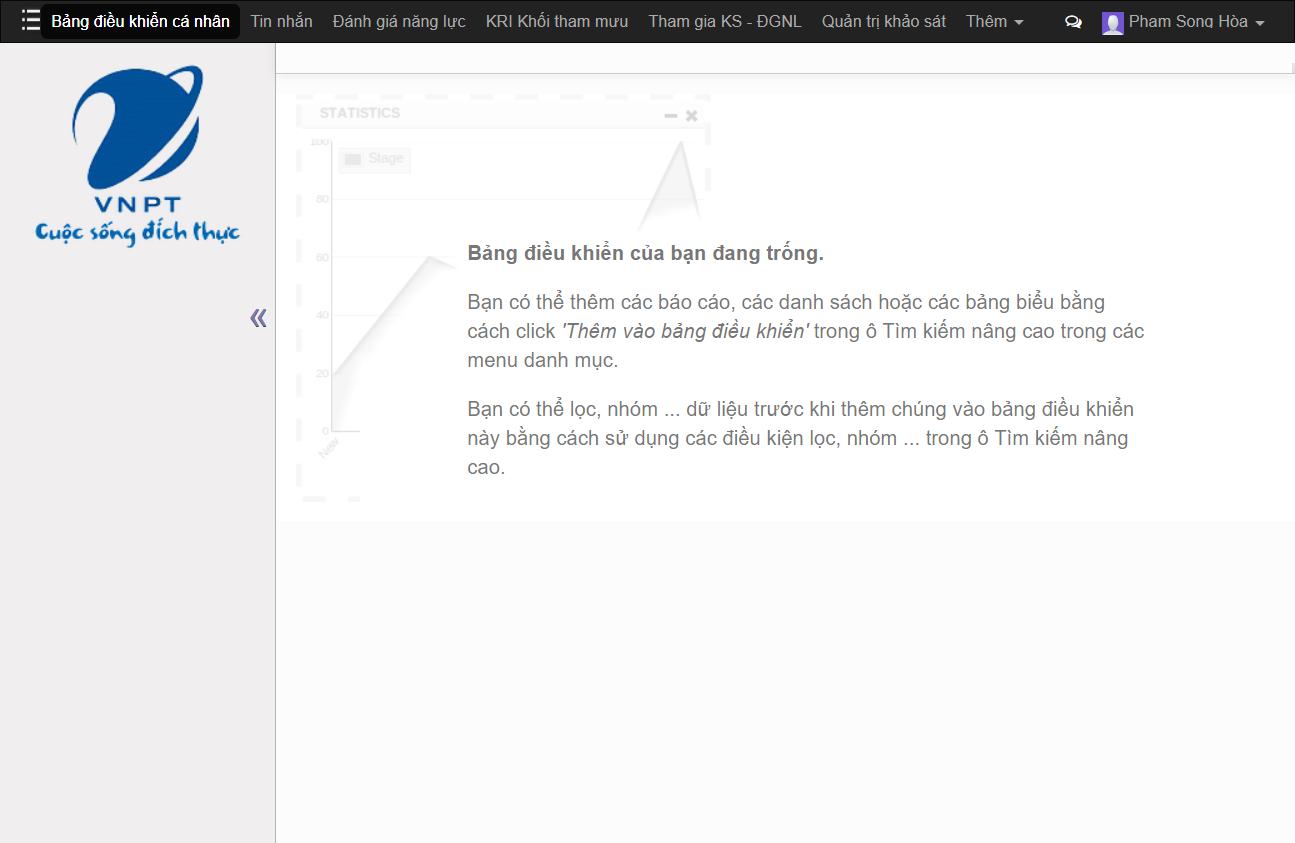 Bảng điều khiển cá nhân Tin nhắn Đánh giá năng lực KRI Khối tham mưu Tham gia KS - ĐGNL Quản trị khảo sát Thêm Phạm Song Hòa
VNPT
Cuộc sống đích thực
STATISTICS
100
Stage
80
60
40
20
0
New
Bảng điều khiển của bạn đang trống.
Bạn có thể thêm các báo cáo, các danh sách hoặc các bảng biểu bằng
cách click 'Thêm vào bảng điều khiển' trong ô Tìm kiếm nâng cao trong các
menu danh mục.
Bạn có thể lọc, nhóm ... dữ liệu trước khi thêm chúng vào bảng điều khiển
này bằng cách sử dụng các điều kiện lọc, nhóm ... trong ô Tìm kiếm nâng
cao.